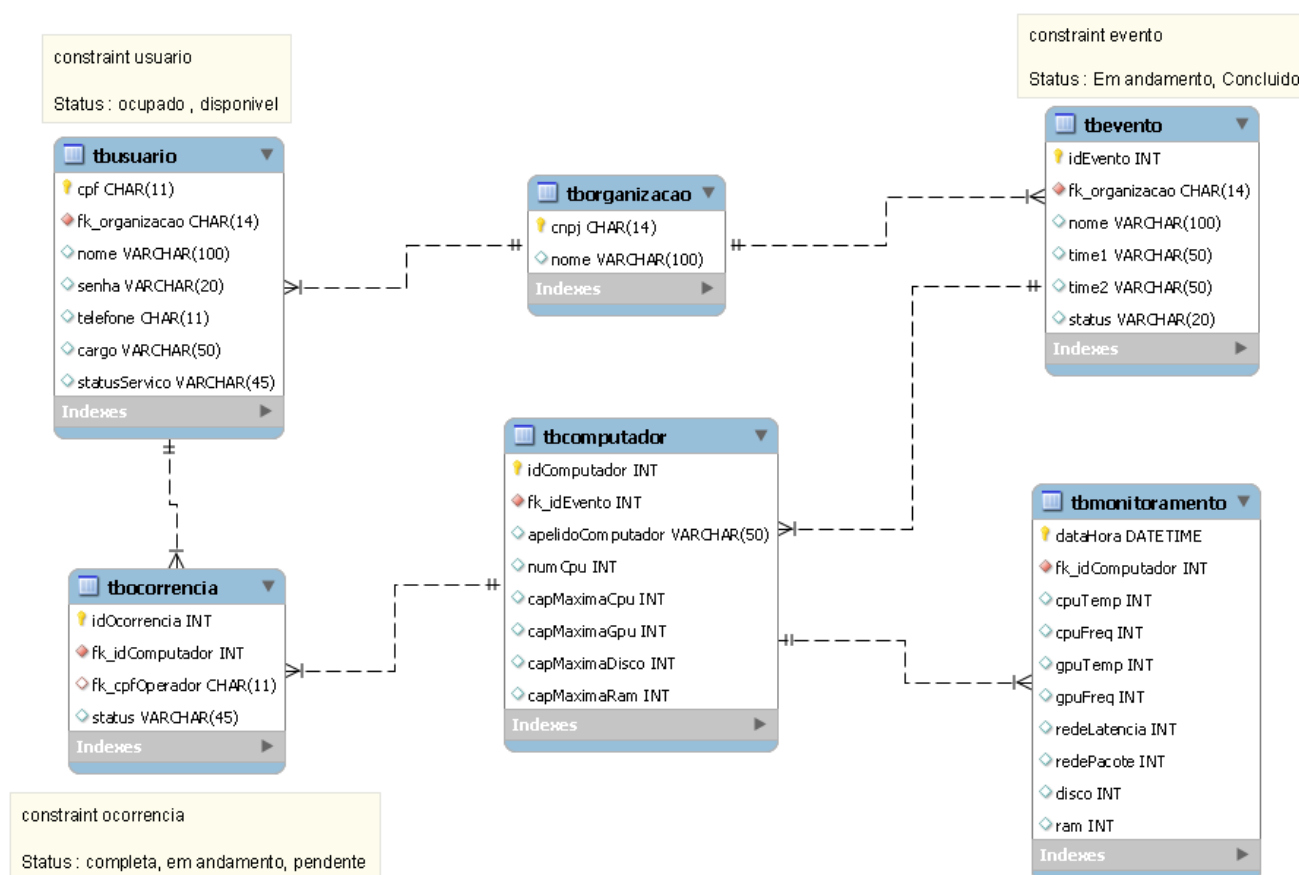 constraint usuario
Status : ocupado , disponivel
constraint evento
Status : Em andamento, Concluido
tbusuario
cpf CHAR(11)
fk_organizacao CHAR(14)
nome VARCHAR(100)
senha VARCHAR(20)
telefone CHAR(11)
cargo VARCHAR(50)
statusServico VARCHAR(45)
Indexes
tborganizacao
cnpj CHAR(14)
nome VARCHAR(100)
Indexes
tbevento
idEvento INT
fk_organizacao CHAR(14)
nome VARCHAR(100)
time1 VARCHAR(50)
time2 VARCHAR(50)
status VARCHAR(20)
Indexes
tbcomputador
idComputador INT
fk_idEvento INT
apelidoComputador VARCHAR(50)
numCpu INT
capMaximaCpu INT
capMaximaGpu INT
capMaximaDisco INT
capMaximaRam INT
Indexes
tbmonitoramento
dataHora DATETIME
fk_idComputador INT
cpuTemp INT
cpuFreq INT
gpuTemp INT
gpuFreq INT
redeLatencia INT
redePacote INT
disco INT
ram INT
Indexes
tbocorrencia
idOcorrencia INT
fk_idComputador INT
fk_cpfOperador CHAR(11)
status VARCHAR(45)
Indexes
constraint ocorrencia
Status : completa, em andamento, pendente